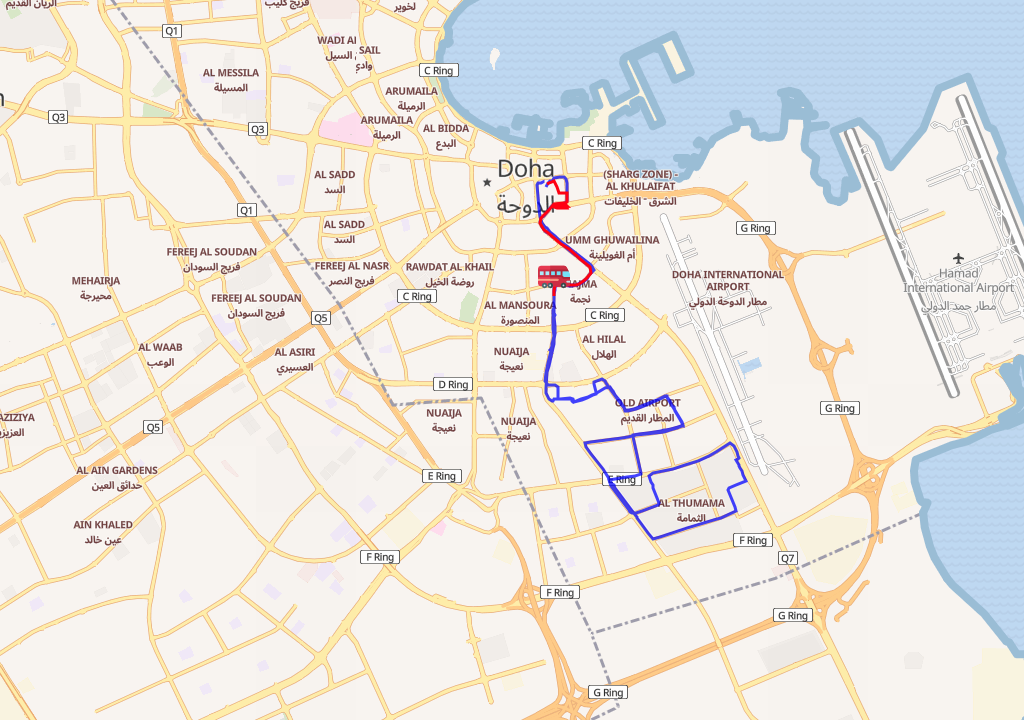 الريان القديم
فريج كليب
لخوير
Q1
WADI AL SAIL
وادي السيل
C Ring
AL MESSILA
المسيلة
ARUMAILA
الرميلة
Q3
Q3
ARUMAILA
الرميلة
AL BIDDA
البدع
C Ring
Doha
الدوحة
AL SADD
السد
(SHARG ZONE) -
AL KHULAIFAT
الشرق - الخليفات
Q1
AL SADD
السد
G Ring
UMM GHUWAILINA
أم الغويلينة
FEREEJ AL SOUDAN
فريج السودان
FEREEJ AL NASR
فريج النصر
RAWDAT AL KHAIL
روضة الخيل
DOHA INTERNATIONAL
AIRPORT
مطار الدوحة الدولي
Hamad
International Airport
مطار حمد الدولي
MEHAIRJA
محيرجة
نجمة
FEREEJ AL SOUDAN
فريج السودان
C Ring
AL MANSOURA
المنصورة
Q5
C Ring
AL WAAB
الوعب
AL ASIRI
العسيري
NUAIJA
نعيجة
AL HILAL
الهلال
D Ring
OLD AIRPORT
المطار القديم
G Ring
AZIZIYA
العزيزية
NUAIJA
نعيجة
NUAIJA
نعيجة
Q5
AL AIN GARDENS
حدائق العين
E Ring
E Ring
AL THUMAMA
الثمامة
AIN KHALED
عين خالد
F Ring
F Ring
Q7
F Ring
G Ring
G Ring